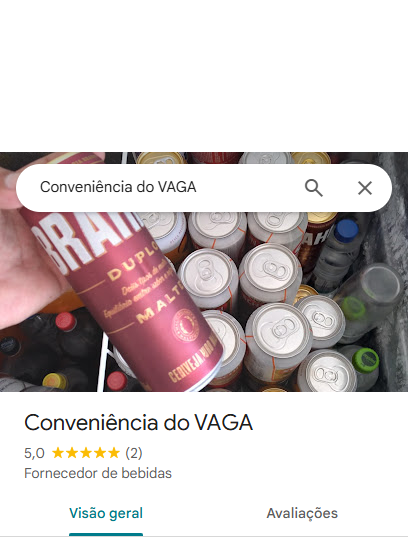 Conveniência do VAGA
BRAH
DUPLO
MALTE
CERVEJA
AH
Conveniência do VAGA
5,0 (2)
Fornecedor de bebidas
Visão geral Avaliações